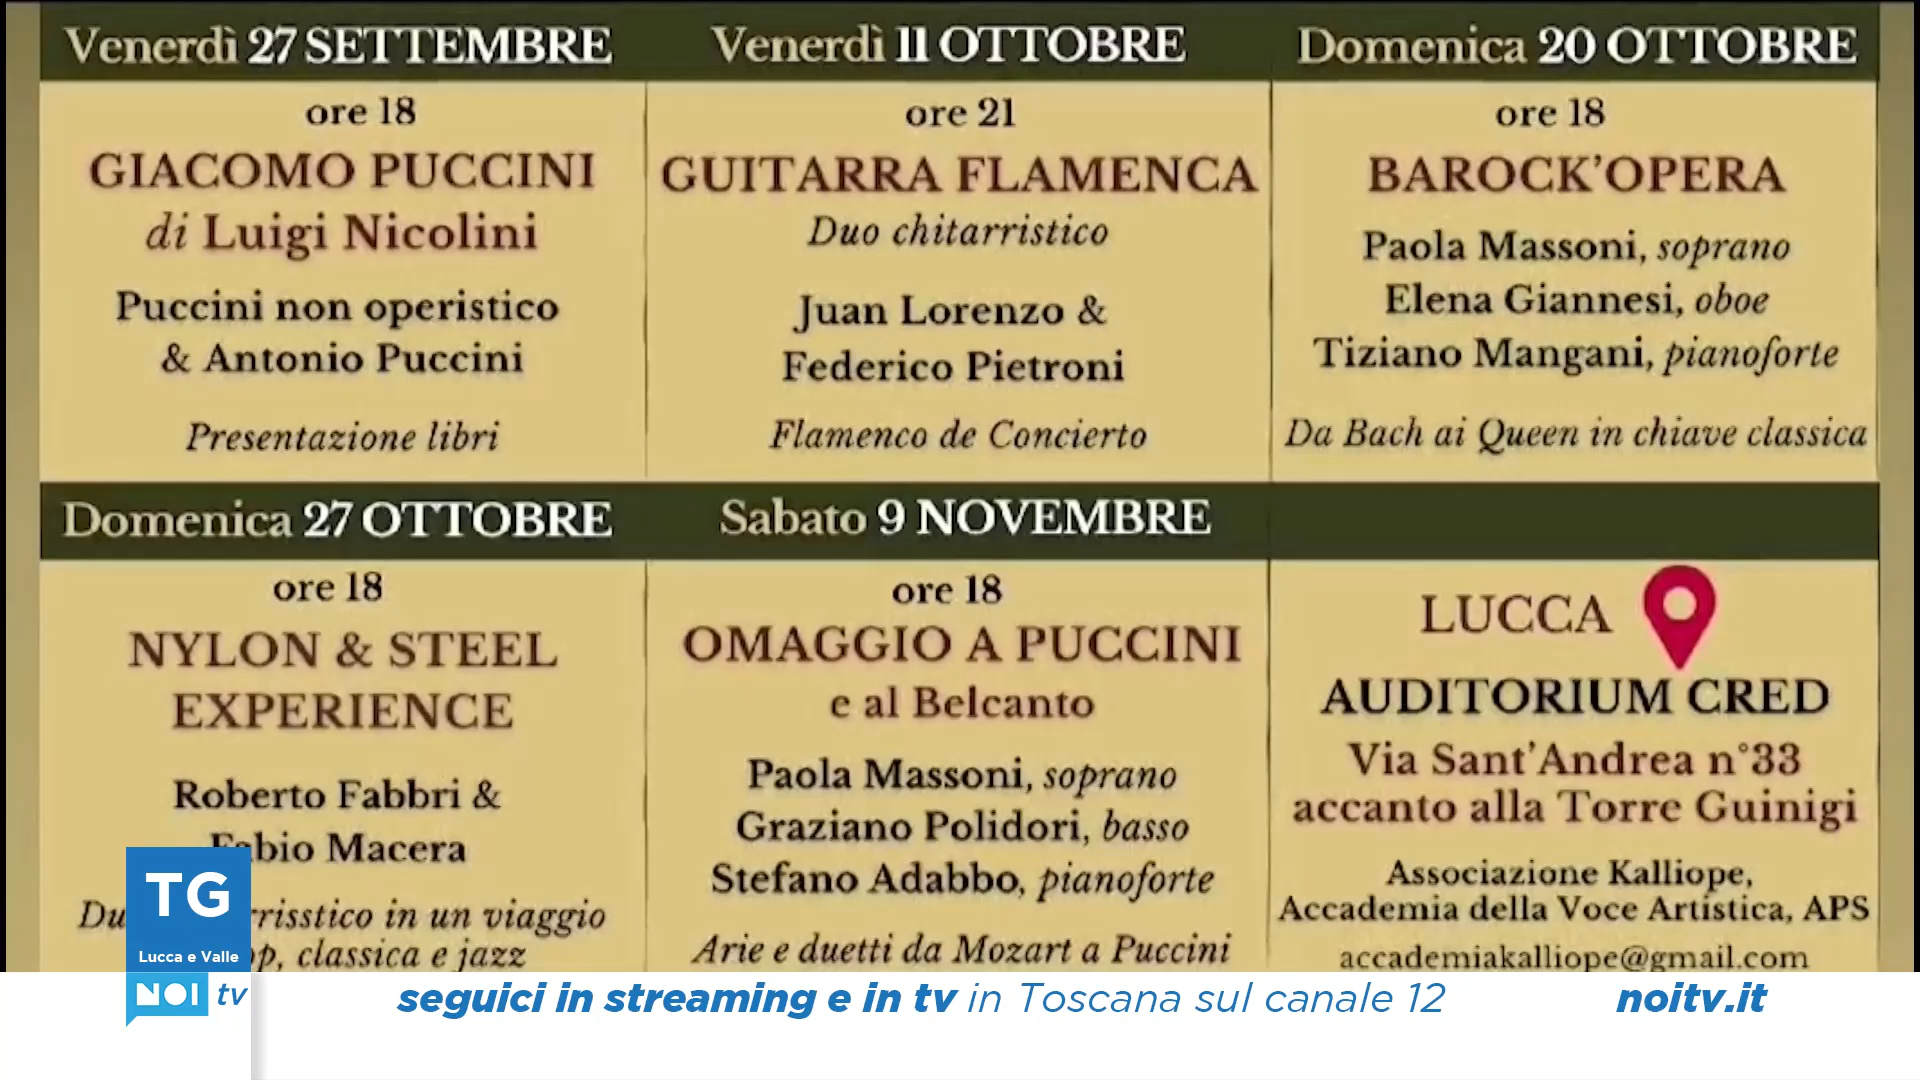 Venerdì 27 SETTEMBRE
ore 18
GIACOMO PUCCINI
di Luigi Nicolini
Puccini non operistico
& Antonio Puccini
Presentazione libri
Venerdì 11 OTTOBRE
ore 21
GUITARRA FLAMENCA
Duo chitarristico
Juan Lorenzo &
Federico Pietroni
Flamenco de Concierto
Domenica 20 OTTOBRE
ore 18
BAROCK'OPERA
Paola Massoni, soprano
Elena Giannesi, oboe
Tiziano Mangani, pianoforte
Da Bach ai Queen in chiave classica
Domenica 27 OTTOBRE
ore 18
NYLON & STEEL
EXPERIENCE
Roberto Fabbri &
Fabio Macera
in un viaggio
classica e jazz
Sabato 9 NOVEMBRE
ore 18
OMAGGIO A PUCCINI
e al Belcanto
Paola Massoni, soprano
Graziano Polidori, basso
Stefano Adabbo, pianoforte
Arie e duetti da Mozart a Puccini
LUCCA
AUDITORIUM CRED
Via Sant'Andrea n°33
accanto alla Torre Guinigi
Associazione Kalliope,
Accademia della Voce Artistica, APS
accademiakalliope@gmail.com
TG
Lucca e Valle
NOI tv
seguici in streaming e in tv in Toscana sul canale 12
noitv.it